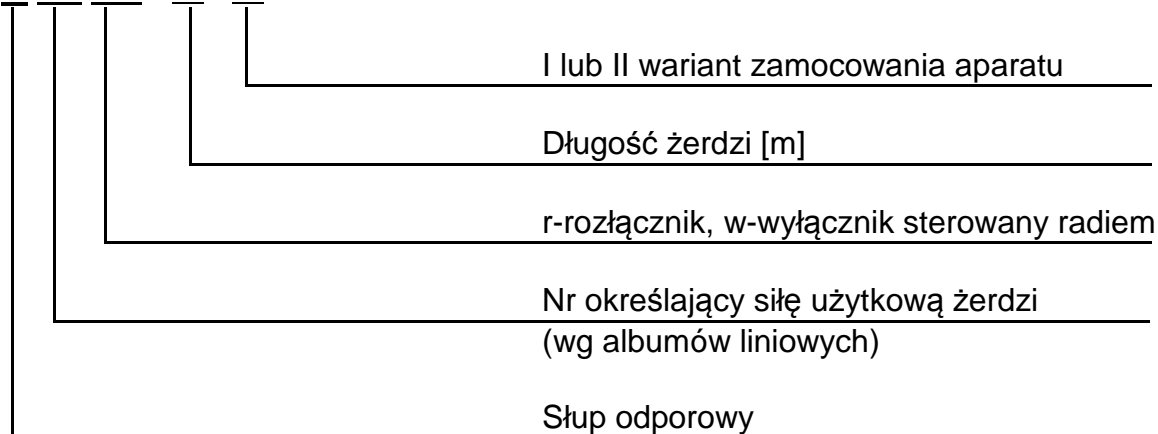 I lub II wariant zamocowania aparatu
Długość żerdzi [m]
r-rozłącznik, w-wyłącznik sterowany radiem
Nr określający siłę użytkową żerdzi
(wg albumów liniowych)
Słup odporowy